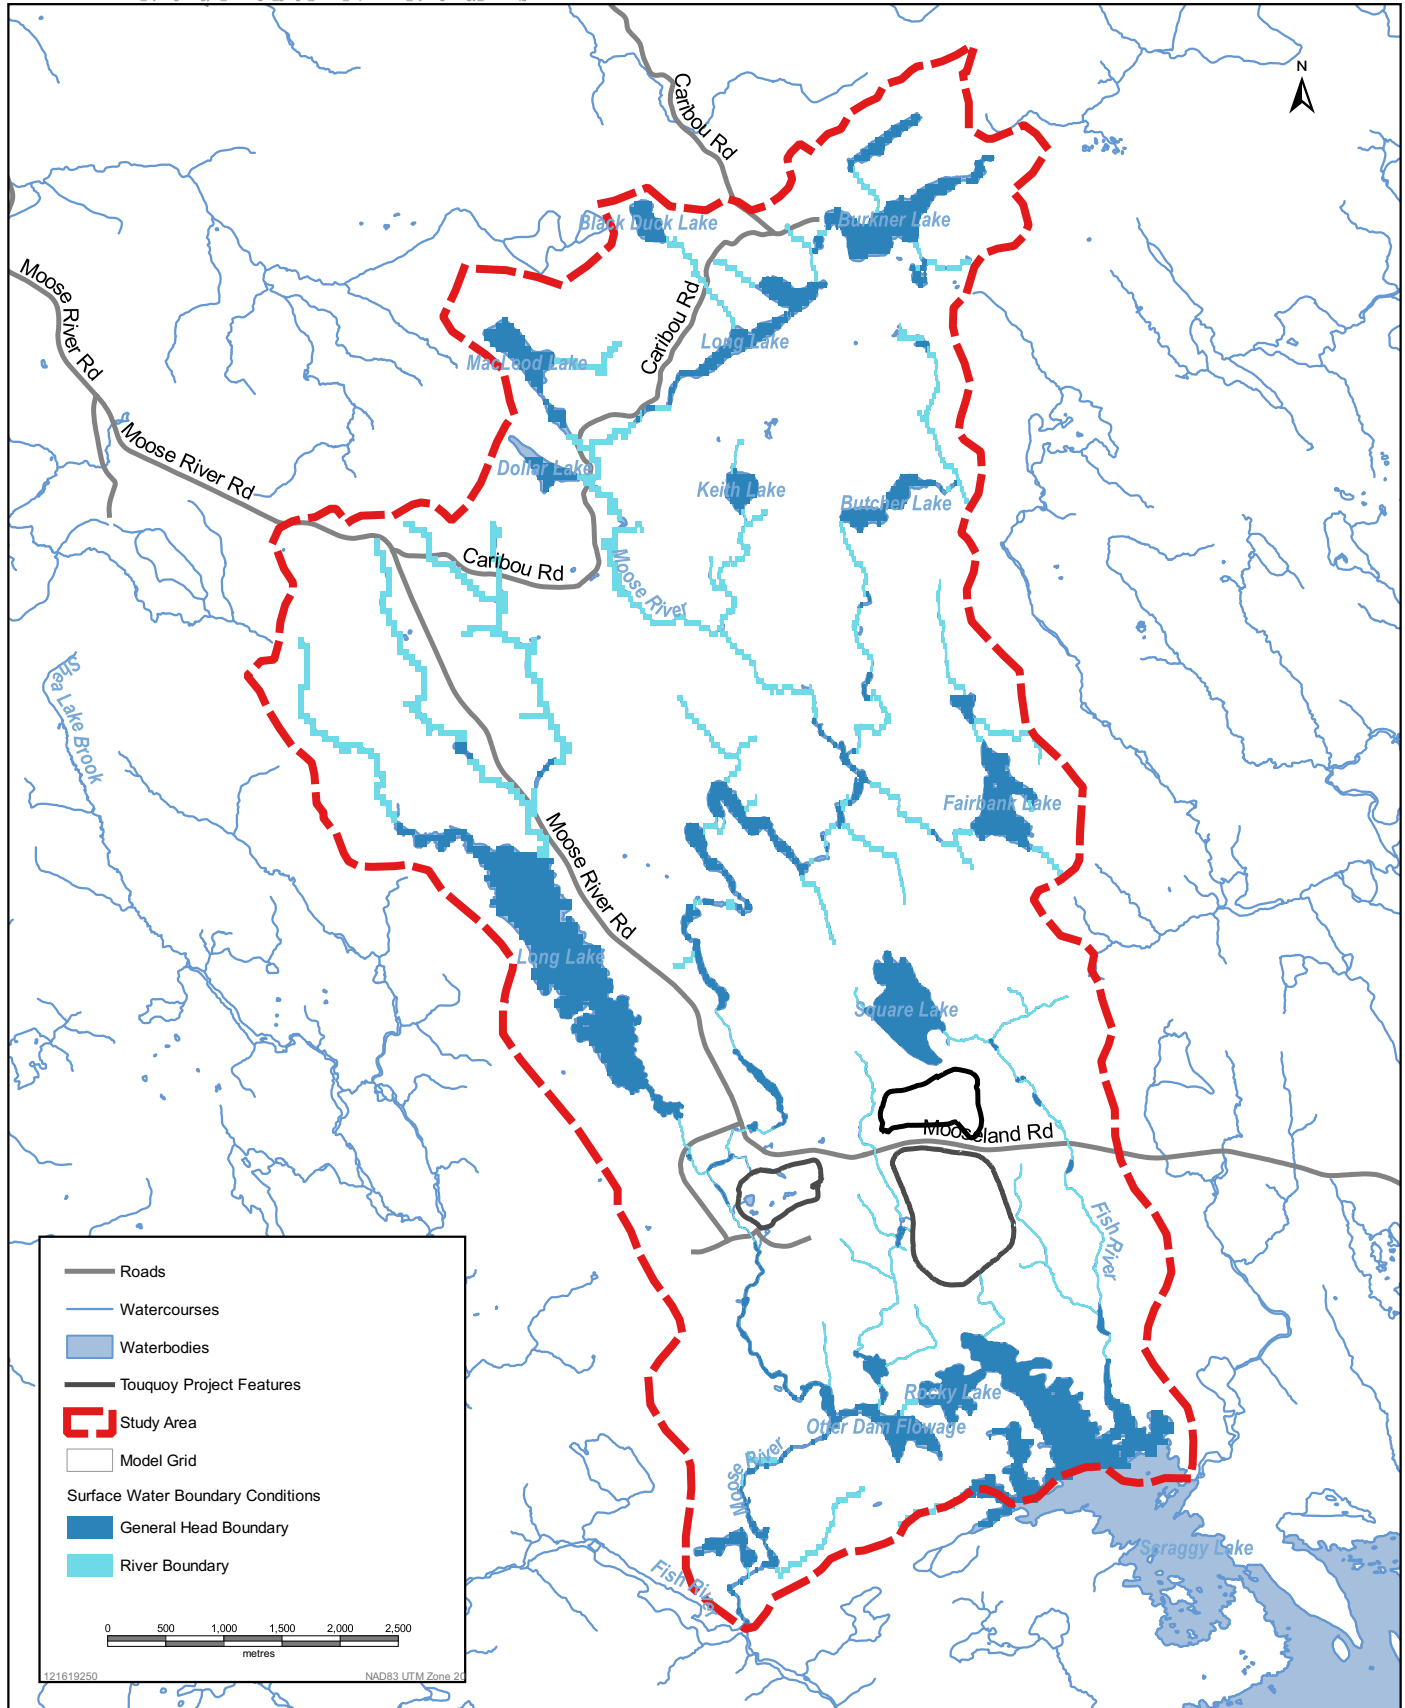 N
Caribou Rd
Black Duck Lake
Burkner Lake
Moose River Rd
Caribou Rd
Long Lake
MacLeod Lake
Moose River Rd
Dollar Lake
Keith Lake
Butcher Lake
Caribou Rd
Moose River
Shea Lake Brook
Fairbank Lake
Moose River Rd
Long Lake
Square Lake
Mooseland Rd
Fish River
Rocky Lake
Otter Dam Flowage
Moose River
Scraggy Lake
Fish River
Roads
Watercourses
Waterbodies
Touquoy Project Features
Study Area
Model Grid
Surface Water Boundary Conditions
General Head Boundary
River Boundary
0 500 1,000 1,500 2,000 2,500
metres
121619250 NAD83 UTM Zone 20